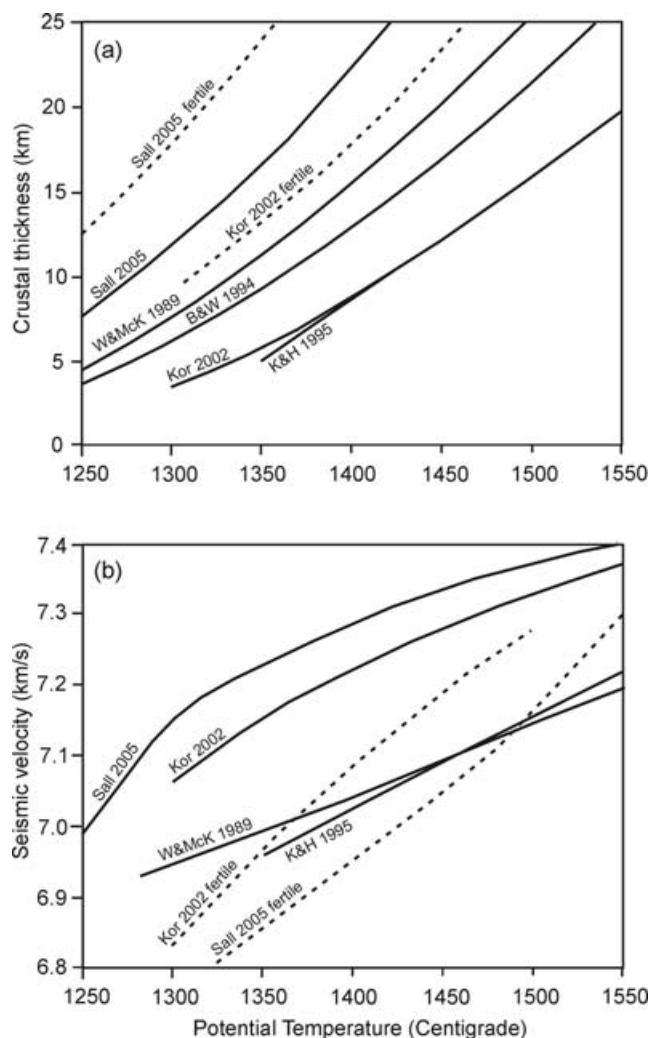 (a)
Crustal thickness (km)
25
20
15
10
5
0
Sall 2005 fertile
Sall 2005
Kor 2002 fertile
W&McK 1989
B&W 1994
Kor 2002
K&H 1995
1250 1300 1350 1400 1450 1500 1550
(b)
Seismic velocity (km/s)
7.4
7.3
7.2
7.1
7.0
6.9
6.8
Sall 2005
Kor 2002
W&McK 1989
K&H 1995
Kor 2002 fertile
Sall 2005 fertile
1250 1300 1350 1400 1450 1500 1550
Potential Temperature (Centigrade)